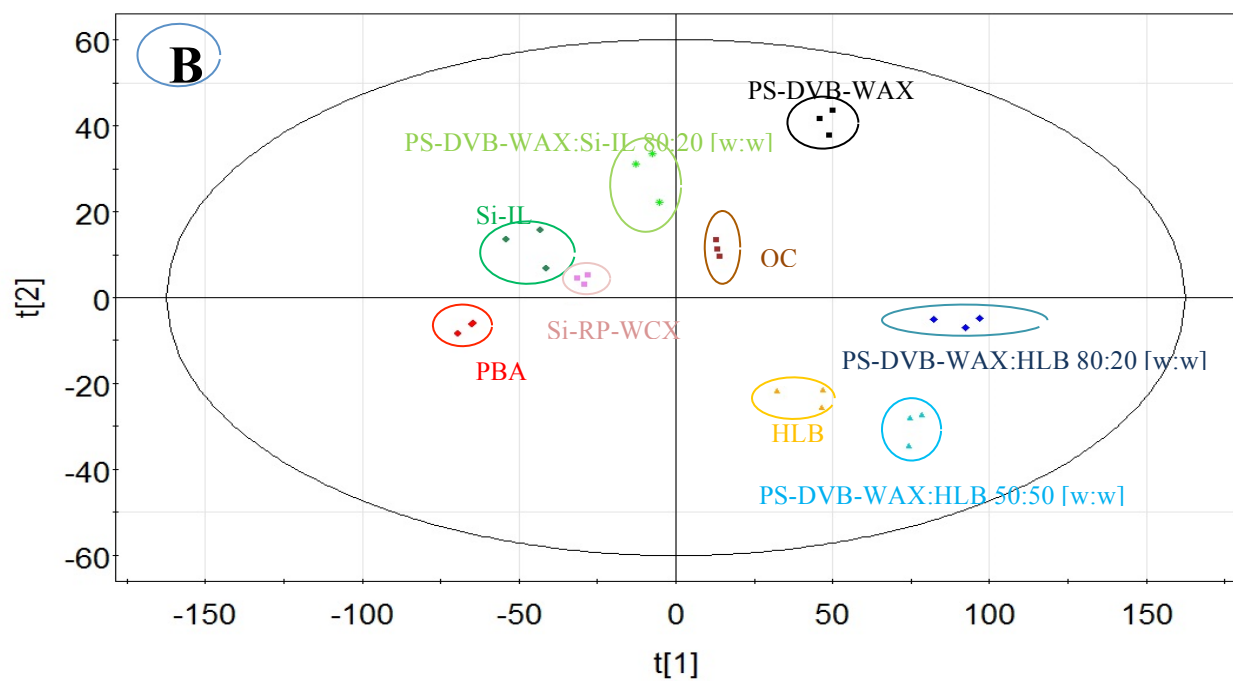 B
60
PS-DVB-WAX
PS-DVB-WAX:Si-IL 80:20 [w:w]
40
Si-IL
20
OC
t[2]
0
Si-RP-WCX
PS-DVB-WAX:HLB 80:20 [w:w]
PBA
-20
HLB
-40
PS-DVB-WAX:HLB 50:50 [w:w]
-60
-150 -100 -50 0 50 100 150
t[1]